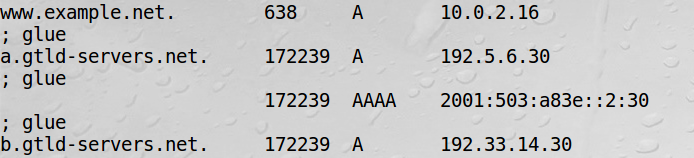 www.example.net. 638 A 10.0.2.16
; glue
a.gtld-servers.net. 172239 A 192.5.6.30
; glue
172239 AAAA 2001:503:a83e::2:30
; glue
b.gtld-servers.net. 172239 A 192.33.14.30